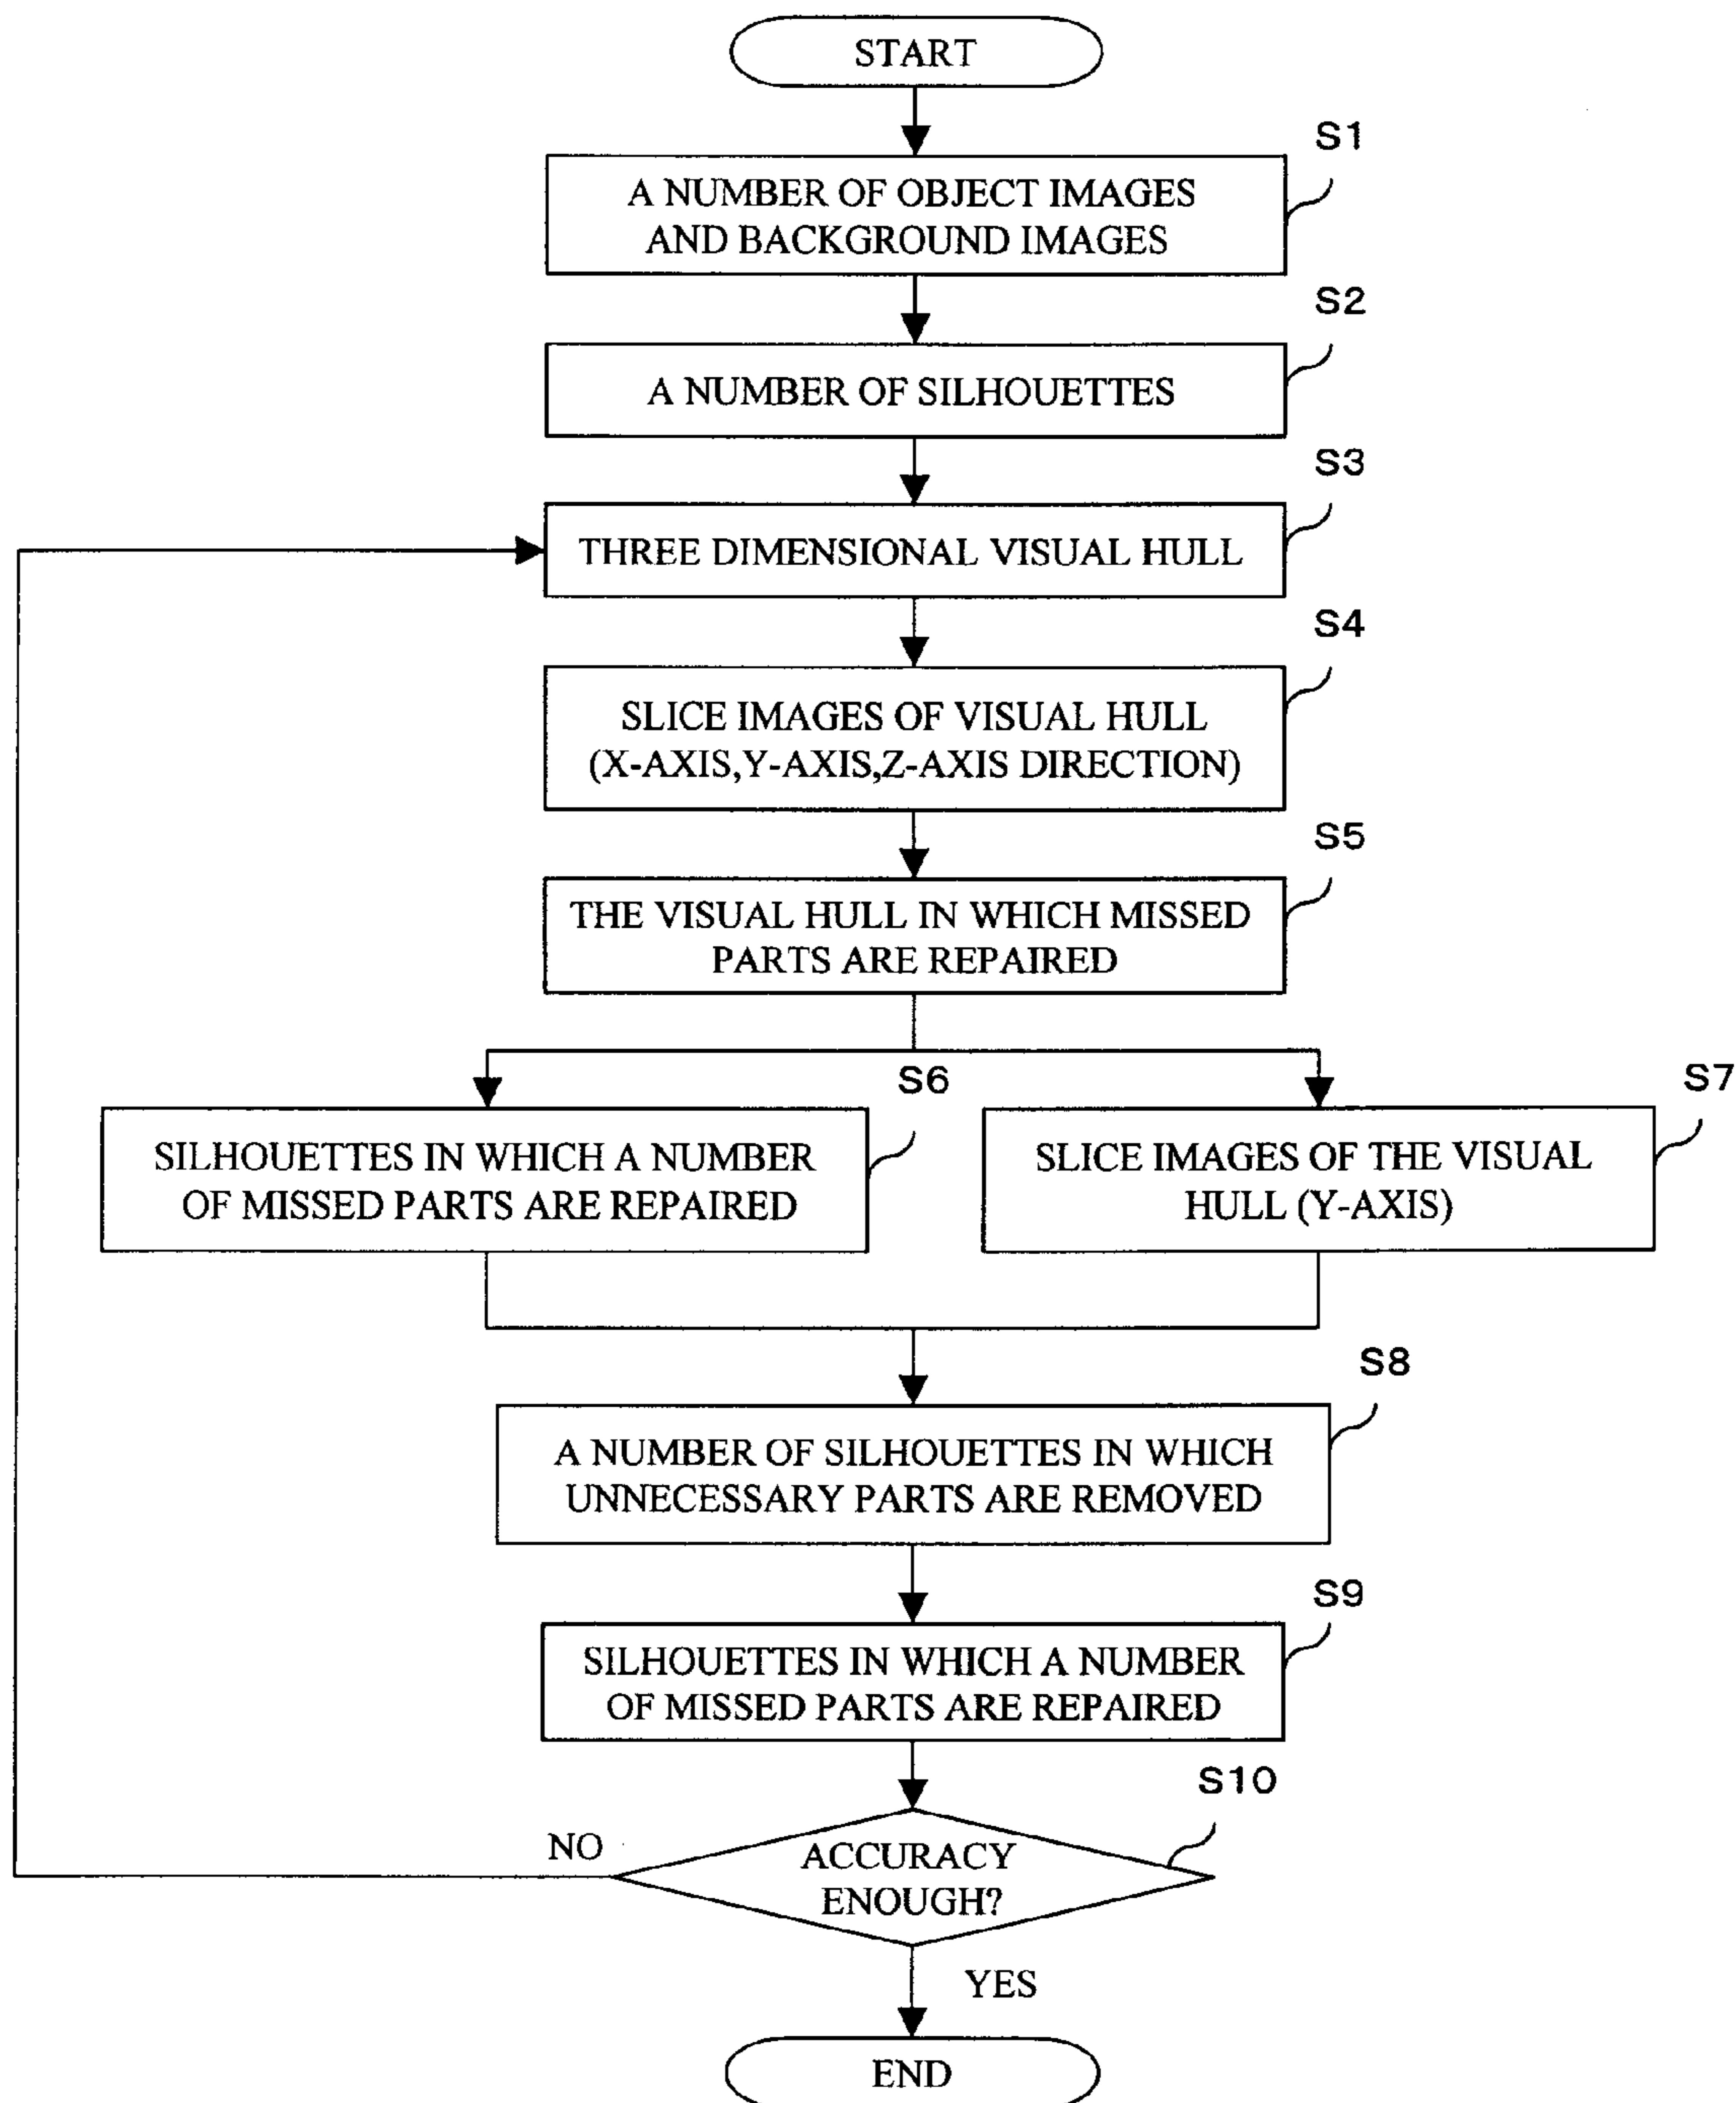 START
S1
A NUMBER OF OBJECT IMAGES
AND BACKGROUND IMAGES
S2
A NUMBER OF SILHOUETTES
S3
THREE DIMENSIONAL VISUAL HULL
S4
SLICE IMAGES OF VISUAL HULL
(X-AXIS,Y-AXIS,Z-AXIS DIRECTION)
S5
THE VISUAL HULL IN WHICH MISSED
PARTS ARE REPAIRED
S6
SILHOUETTES IN WHICH A NUMBER
OF MISSED PARTS ARE REPAIRED
S7
SLICE IMAGES OF THE VISUAL
HULL (Y-AXIS)
S8
A NUMBER OF SILHOUETTES IN WHICH
UNNECESSARY PARTS ARE REMOVED
S9
SILHOUETTES IN WHICH A NUMBER
OF MISSED PARTS ARE REPAIRED
S10
NO
ACCURACY
ENOUGH?
YES
END